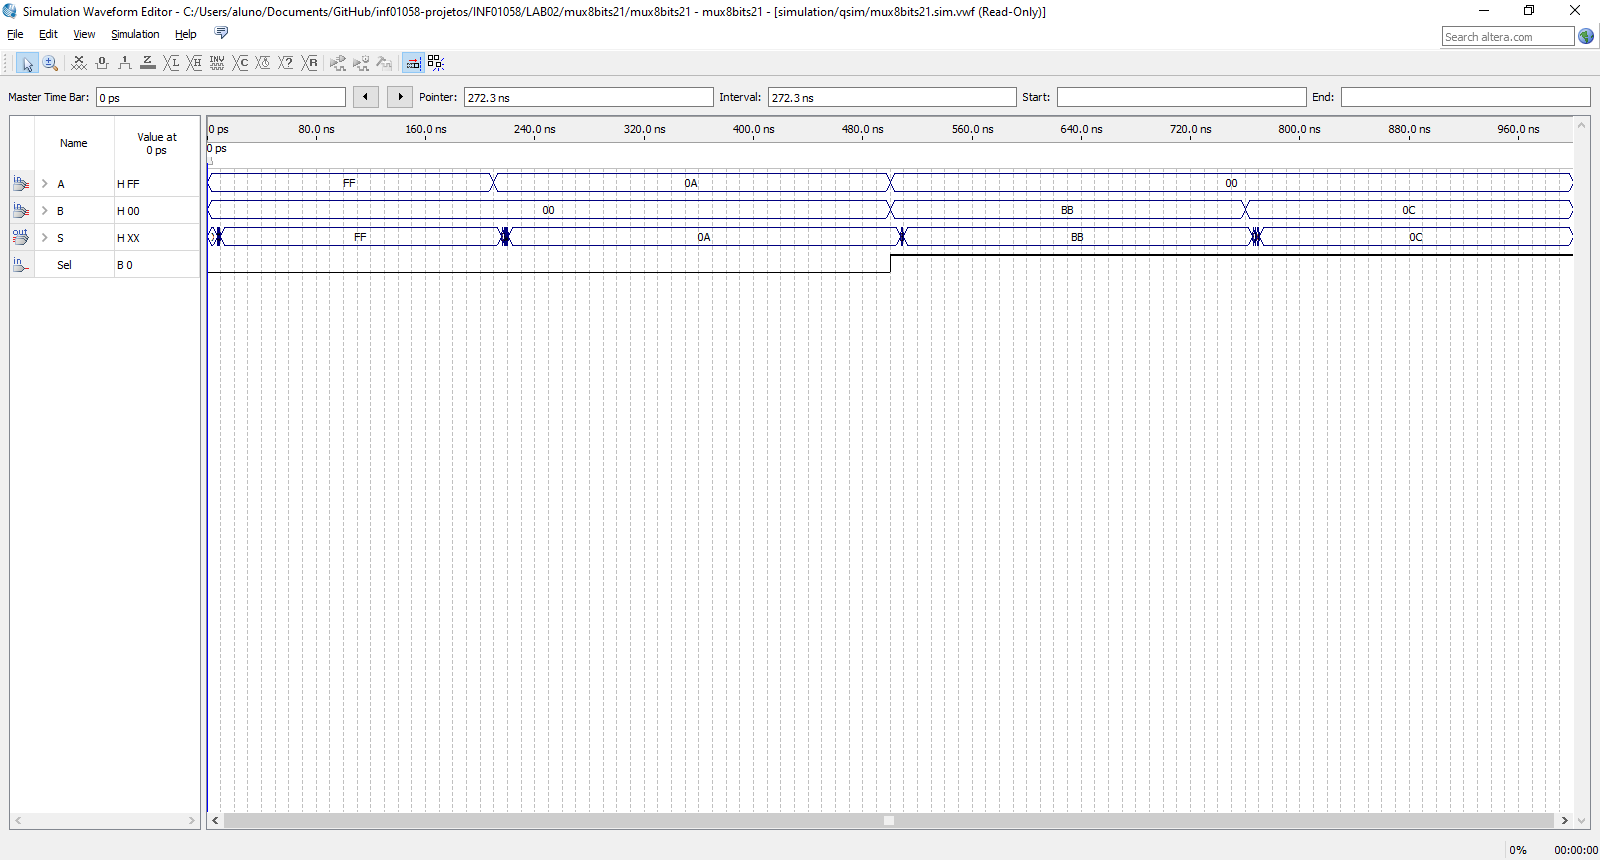 Simulation Waveform Editor - C:/Users/aluno/Documents/GitHub/inf01058-projetos/INF01058/LAB02/mux8bits21/mux8bits21 - mux8bits21 - [simulation/qsim/mux8bits21.sim.vwf (Read-Only)]
File Edit View Simulation Help
Search altera.com
Master Time Bar: 0 ps Pointer: 272.3 ns Interval: 272.3 ns Start: End:
Name Value at 0 ps
0 ps 80.0 ns 160.0 ns 240.0 ns 320.0 ns 400.0 ns 480.0 ns 560.0 ns 640.0 ns 720.0 ns 800.0 ns 880.0 ns 960.0 ns
0 ps
in A H FF FF 0A 00
in B H 00 00 BB 0C
out S H XX FF 0A BB 0C
in Sel B 0
0% 00:00:00